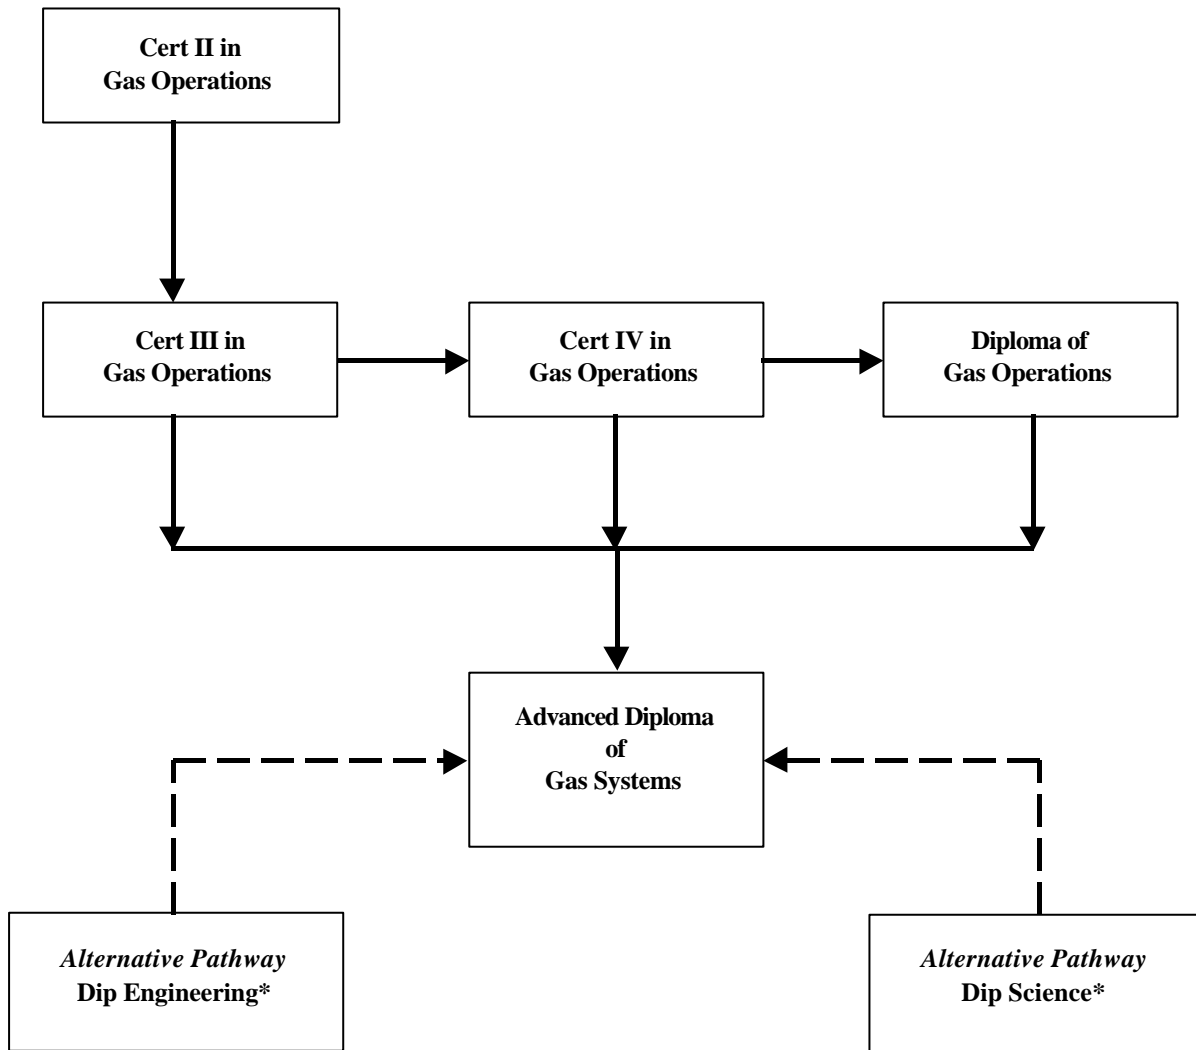 Cert II in
Gas Operations
Cert III in
Gas Operations
Cert IV in
Gas Operations
Diploma of
Gas Operations
Advanced Diploma
of
Gas Systems
Alternative Pathway
Dip Engineering*
Alternative Pathway
Dip Science*